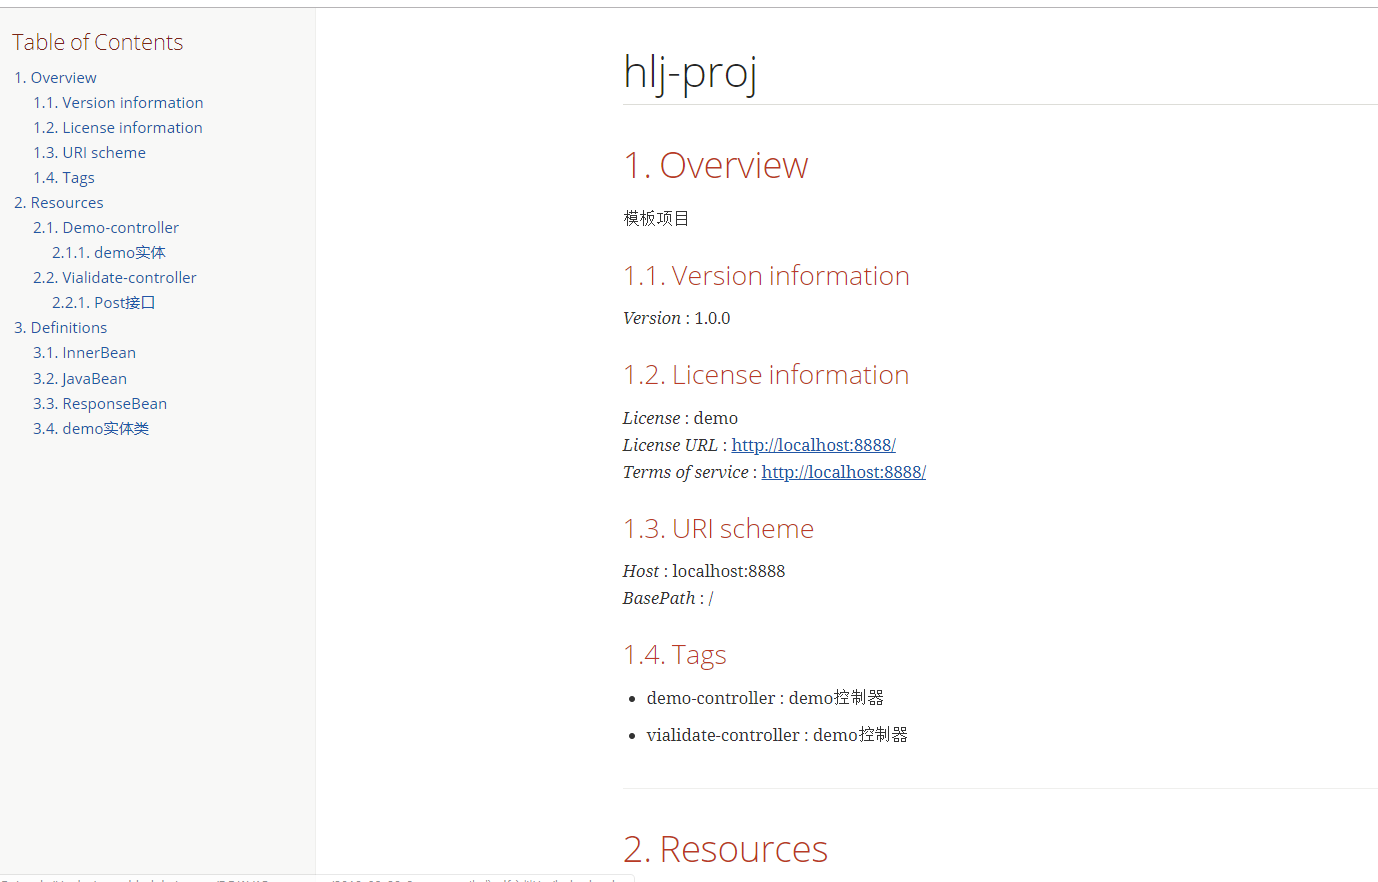 Table of Contents
1. Overview
1.1. Version information
1.2. License information
1.3. URI scheme
1.4. Tags
2. Resources
2.1. Demo-controller
2.1.1. demo实体
2.2. Vialidate-controller
2.2.1. Post接口
3. Definitions
3.1. InnerBean
3.2. JavaBean
3.3. ResponseBean
3.4. demo实体类
hlj-proj
1. Overview
模板项目
1.1. Version information
Version : 1.0.0
1.2. License information
License : demo
License URL : http://localhost:8888/
Terms of service : http://localhost:8888/
1.3. URI scheme
Host : localhost:8888
BasePath : /
1.4. Tags
demo-controller : demo控制器
vialidate-controller : demo控制器
2. Resources